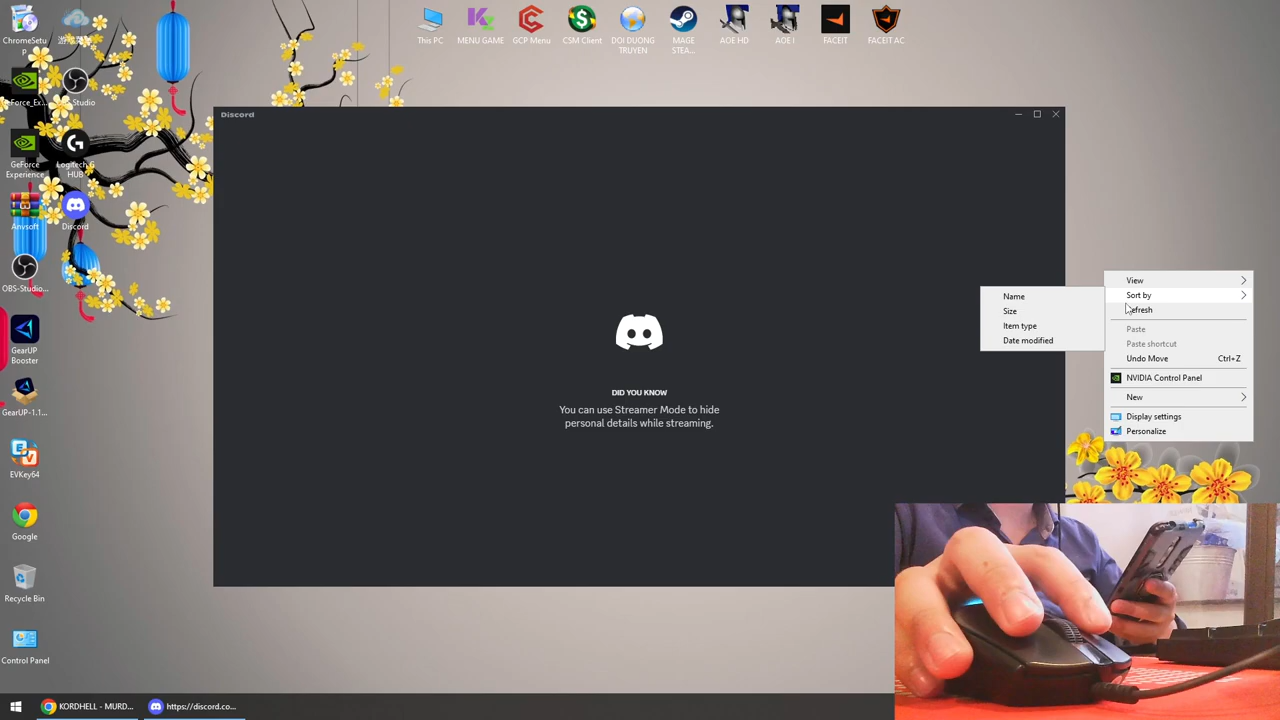 ChromeSetu
p
This PC
MENU GAME
GCP Menu
CSM Client
DOI DUONG
TRUYEN
MAGE
STEA...
AOE HD
AOE I
FACEIT
FACEIT AC
Studio
GeForce
Experience
Logitech G
HUB
Anvsoft
Discord
OBS-Studio...
GearUP
Booster
GearUP-1.1...
EVKey64
Google
Recycle Bin
Control Panel
Discord
DID YOU KNOW
You can use Streamer Mode to hide
personal details while streaming.
Name
Size
Item type
Date modified
View
Sort by
Refresh
Paste
Paste shortcut
Undo Move Ctrl+Z
NVIDIA Control Panel
New
Display settings
Personalize
KORDHELL - MURD...
https://discord.co...